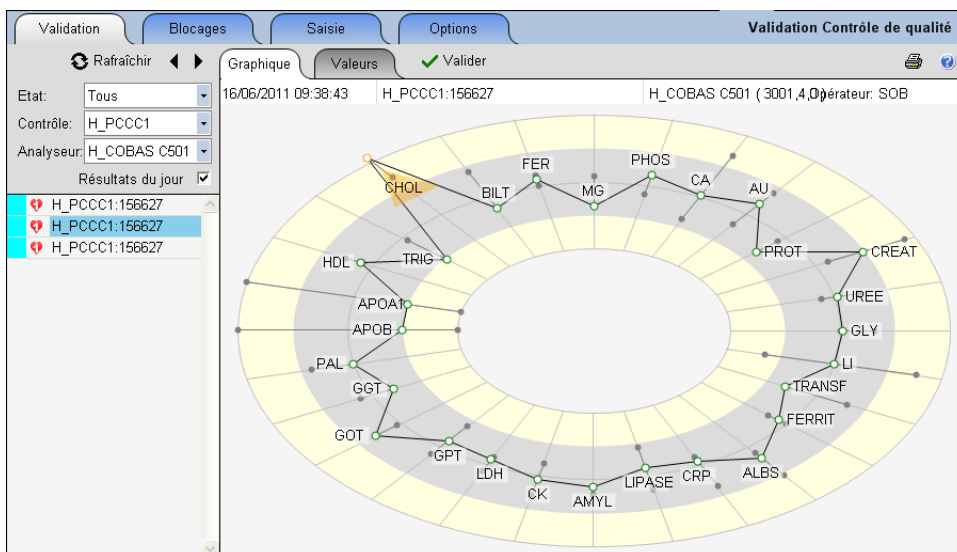 Validation Blocages Saisie Options Validation Contrôle de qualité
Rafraîchir Graphique Valeurs Valider
Etat: Tous
16/06/2011 09:38:43 H_PCCC1:156627 H_COBAS C501 ( 3001,4,0) Opérateur: SOB
Contrôle: H_PCCC1
Analyseur: H_COBAS C501
Résultats du jour
H_PCCC1:156627
H_PCCC1:156627
H_PCCC1:156627
PHOS
FER
CA
CHOL
BILT
MG
AU
PROT
CREAT
HDL
TRIG
UREE
APOA1
APOB
GLY
PAL
LI
GGT
TRANSF
FERRIT
GOT
GPT
LDH
ALBS
CK
AMYL
LIPASE
CRP